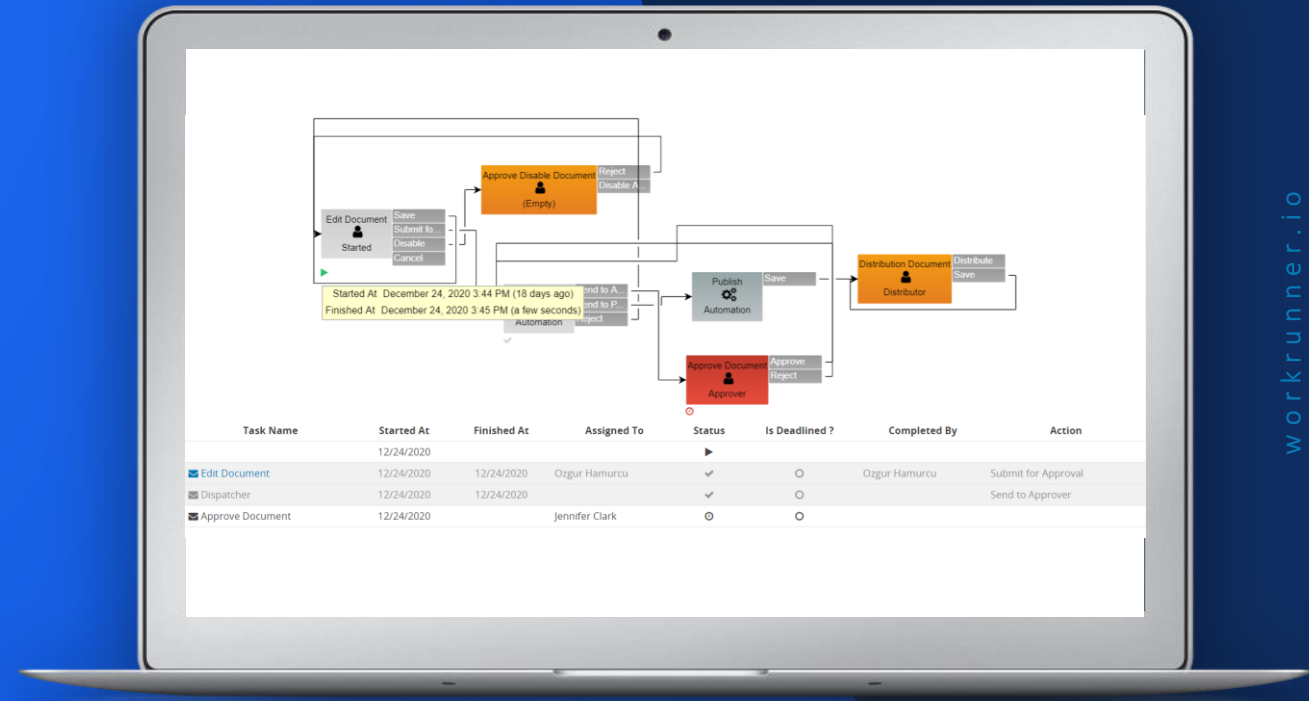 Approve Disable Document
Reject
Disable A...
(Empty)
Edit Document
Save
Submit fo...
Disable
Cancel
Started
Started At December 24, 2020 3:44 PM (18 days ago)
Finished At December 24, 2020 3:45 PM (a few seconds)
end to A...
end to P...
eject
Automation
Publish
Save
Automation
Distribution Document
Distribute
Save
Distributor
Approve Document
Approve
Reject
Approver
Task Name Started At Finished At Assigned To Status Is Deadlined ? Completed By Action
12/24/2020
Edit Document 12/24/2020 12/24/2020 Ozgur Hamurcu Ozgur Hamurcu Submit for Approval
Dispatcher 12/24/2020 12/24/2020 Send to Approver
Approve Document 12/24/2020 Jennifer Clark
workrunner.io